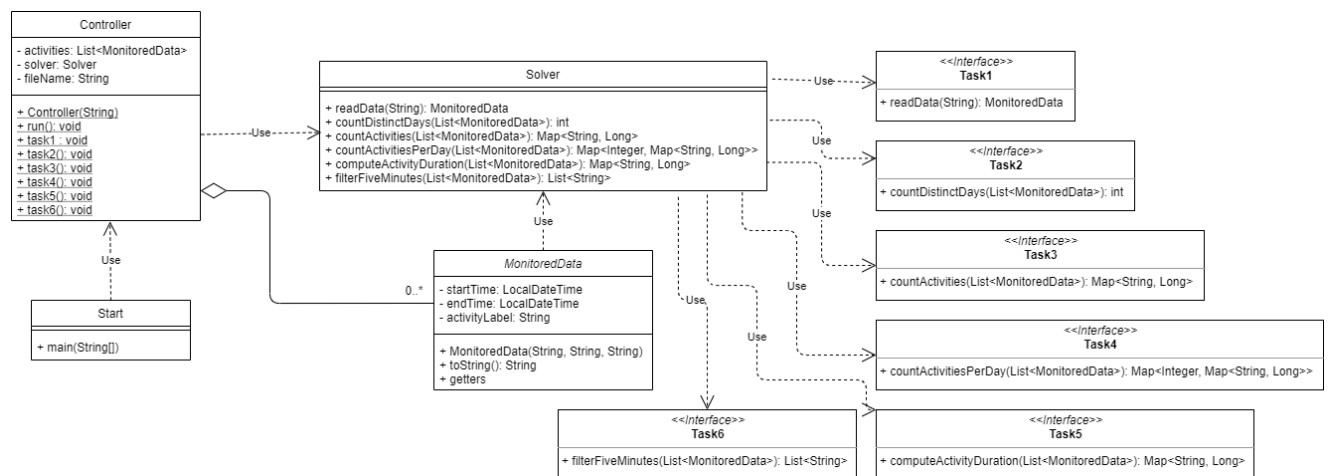 Controller
- activities: List<MonitoredData>
- solver: Solver
- fileName: String
+ Controller(String)
+ run(): void
+ task1 : void
+ task2(): void
+ task3(): void
+ task4(): void
+ task5(): void
+ task6(): void
Use
Start
+ main(String[])
Use
Solver
+ readData(String): MonitoredData
+ countDistinctDays(List<MonitoredData>): int
+ countActivities(List<MonitoredData>): Map<String, Long>
+ countActivitiesPerDay(List<MonitoredData>): Map<Integer, Map<String, Long>>
+ computeActivityDuration(List<MonitoredData>): Map<String, Long>
+ filterFiveMinutes(List<MonitoredData>): List<String>
Use
0..*
MonitoredData
- startTime: LocalDateTime
- endTime: LocalDateTime
- activityLabel: String
+ MonitoredData(String, String, String)
+ toString(): String
+ getters
Use
<<Interface>>
Task1
+ readData(String): MonitoredData
Use
<<Interface>>
Task2
+ countDistinctDays(List<MonitoredData>): int
Use
<<Interface>>
Task3
+ countActivities(List<MonitoredData>): Map<String, Long>
Use
<<Interface>>
Task4
+ countActivitiesPerDay(List<MonitoredData>): Map<Integer, Map<String, Long>>
Use
<<Interface>>
Task5
+ computeActivityDuration(List<MonitoredData>): Map<String, Long>
Use
<<Interface>>
Task6
+ filterFiveMinutes(List<MonitoredData>): List<String>